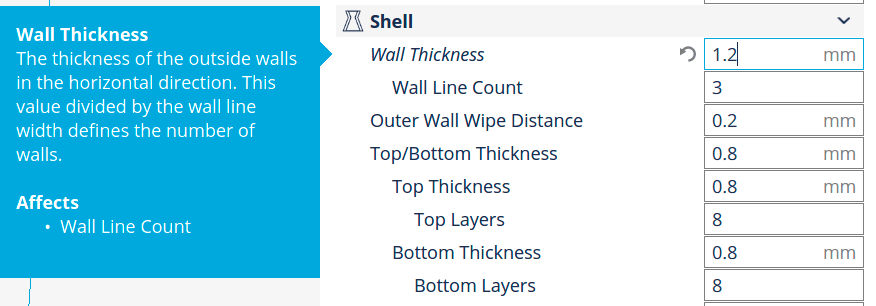 Wall Thickness
The thickness of the outside walls
in the horizontal direction. This
value divided by the wall line
width defines the number of
walls.
Affects
• Wall Line Count
Shell
Wall Thickness 1.2 mm
Wall Line Count 3
Outer Wall Wipe Distance 0.2 mm
Top/Bottom Thickness 0.8 mm
Top Thickness 0.8 mm
Top Layers 8
Bottom Thickness 0.8 mm
Bottom Layers 8